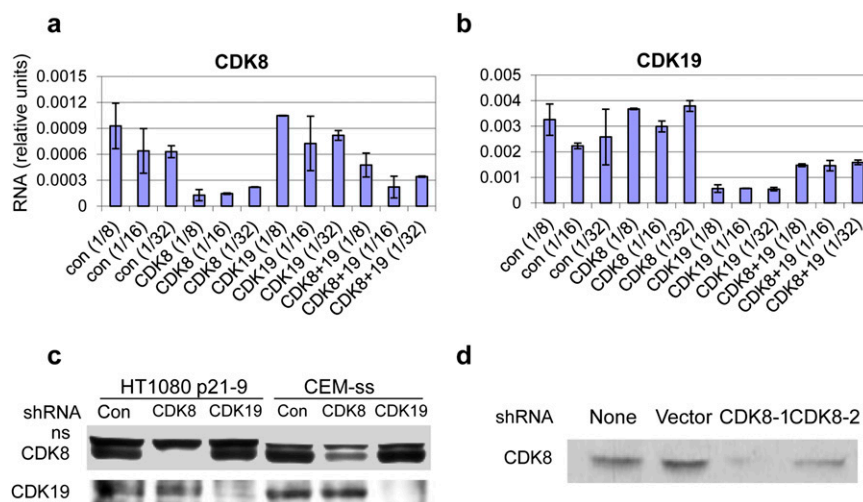 a
CDK8
RNA (relative units)
0.0015
0.0012
0.0009
0.0006
0.0003
0
con (1/8)
con (1/16)
con (1/32)
CDK8 (1/8)
CDK8 (1/16)
CDK8 (1/32)
CDK19 (1/8)
CDK19 (1/16)
CDK19 (1/32)
CDK8+19 (1/8)
CDK8+19 (1/16)
CDK8+19 (1/32)
b
CDK19
0.005
0.004
0.003
0.002
0.001
0
con (1/8)
con (1/16)
con (1/32)
CDK8 (1/8)
CDK8 (1/16)
CDK8 (1/32)
CDK19 (1/8)
CDK19 (1/16)
CDK19 (1/32)
CDK8+19 (1/8)
CDK8+19 (1/16)
CDK8+19 (1/32)
c
HT1080 p21-9 CEM-ss
shRNA Con CDK8 CDK19 Con CDK8 CDK19
ns
CDK8
CDK19
d
shRNA None Vector CDK8-1 CDK8-2
CDK8